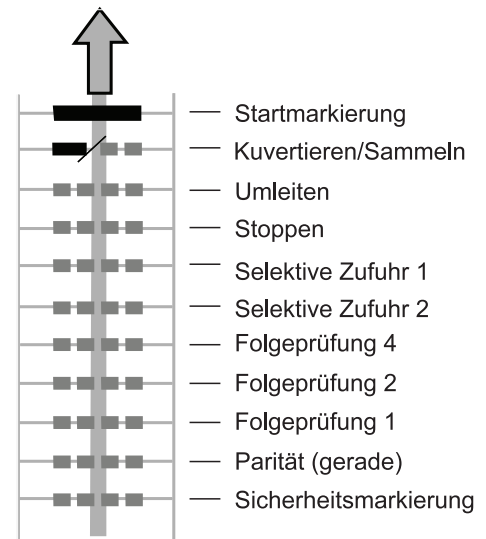 Startmarkierung
Kuvertieren/Sammeln
Umleiten
Stoppen
Selektive Zufuhr 1
Selektive Zufuhr 2
Folgeprüfung 4
Folgeprüfung 2
Folgeprüfung 1
Parität (gerade)
Sicherheitsmarkierung